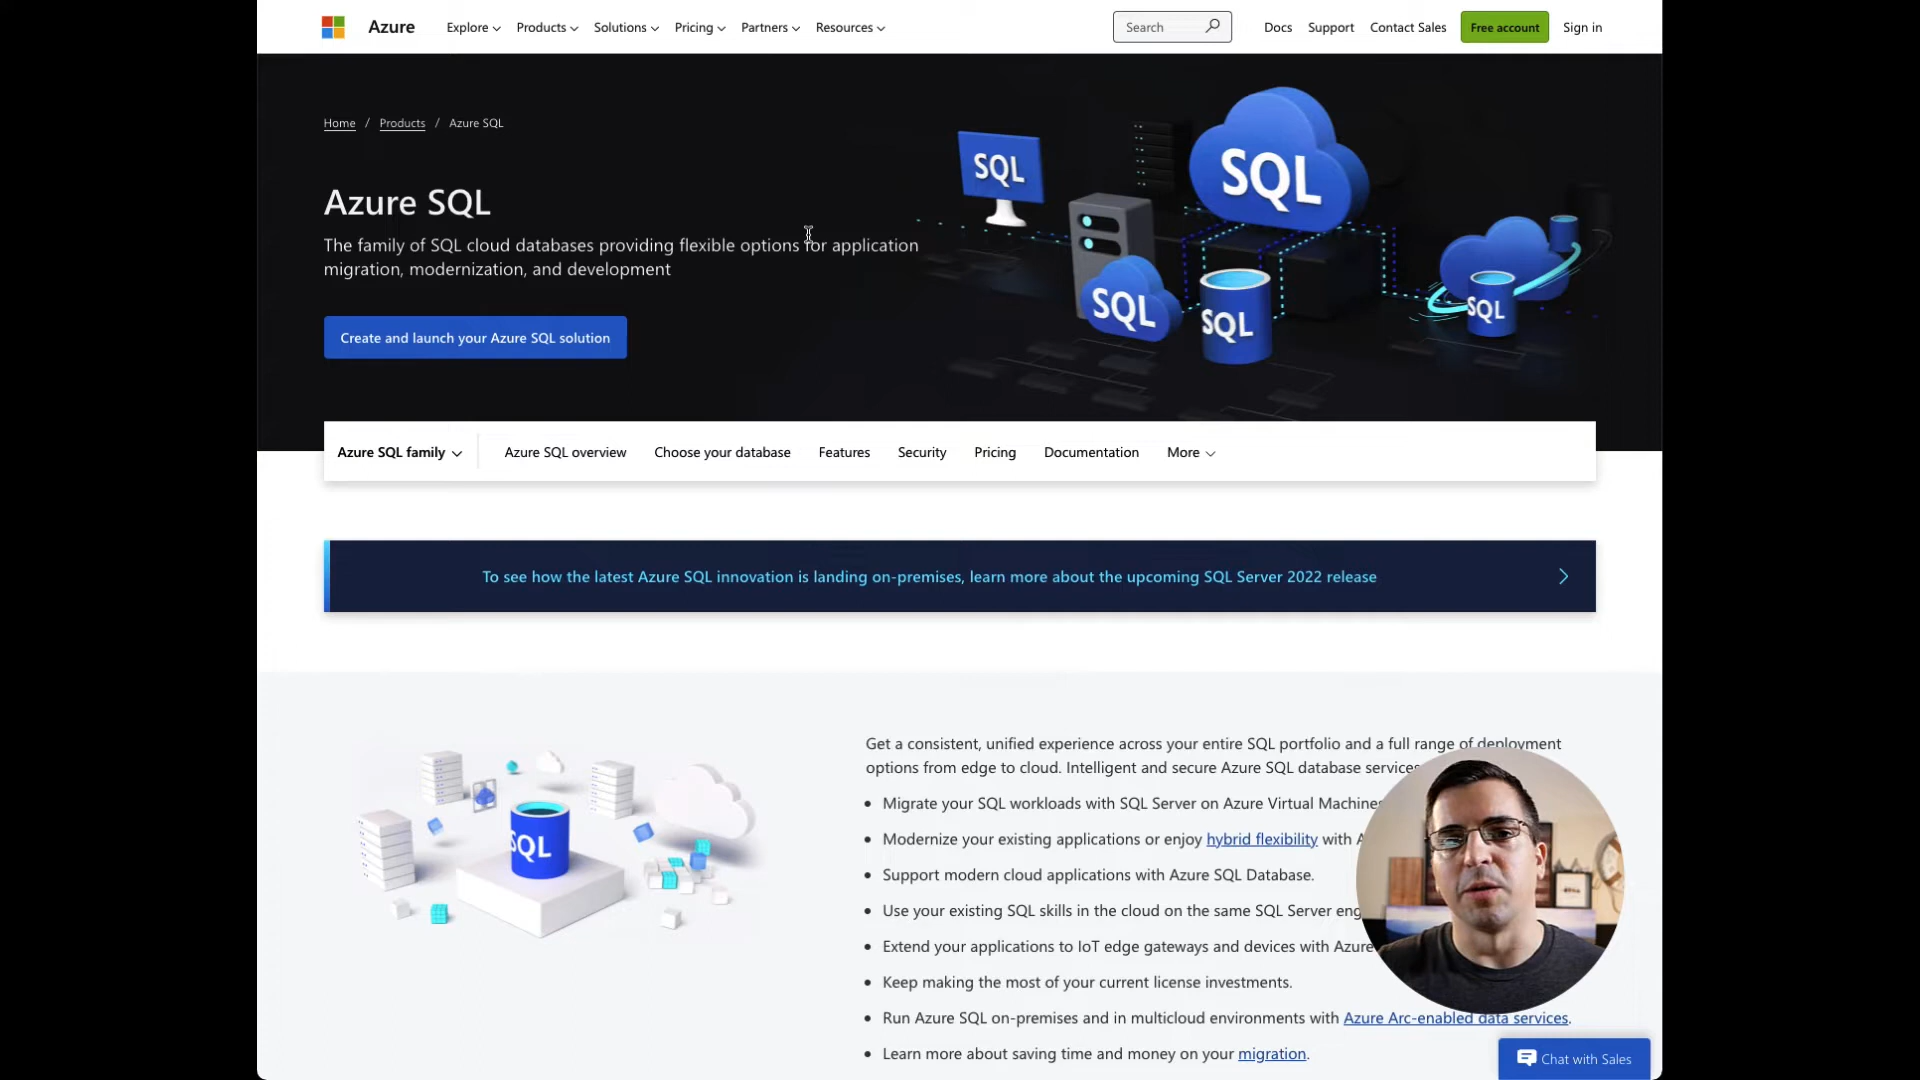 Azure
Explore
Products
Solutions
Pricing
Partners
Resources
Search
Docs
Support
Contact Sales
Free account
Sign in
Home / Products / Azure SQL
Azure SQL
The family of SQL cloud databases providing flexible options for application
migration, modernization, and development
Create and launch your Azure SQL solution
SQL
SQL
SQL
SQL
SQL
Azure SQL family
Azure SQL overview
Choose your database
Features
Security
Pricing
Documentation
More
To see how the latest Azure SQL innovation is landing on-premises, learn more about the upcoming SQL Server 2022 release
SQL
Get a consistent, unified experience across your entire SQL portfolio and a full range of deployment
options from edge to cloud. Intelligent and secure Azure SQL database services
• Migrate your SQL workloads with SQL Server on Azure Virtual Machines
• Modernize your existing applications or enjoy hybrid flexibility with A
• Support modern cloud applications with Azure SQL Database.
• Use your existing SQL skills in the cloud on the same SQL Server eng
• Extend your applications to IoT edge gateways and devices with Azure
• Keep making the most of your current license investments.
• Run Azure SQL on-premises and in multicloud environments with Azure Arc-enabled data services.
• Learn more about saving time and money on your migration.
Chat with Sales